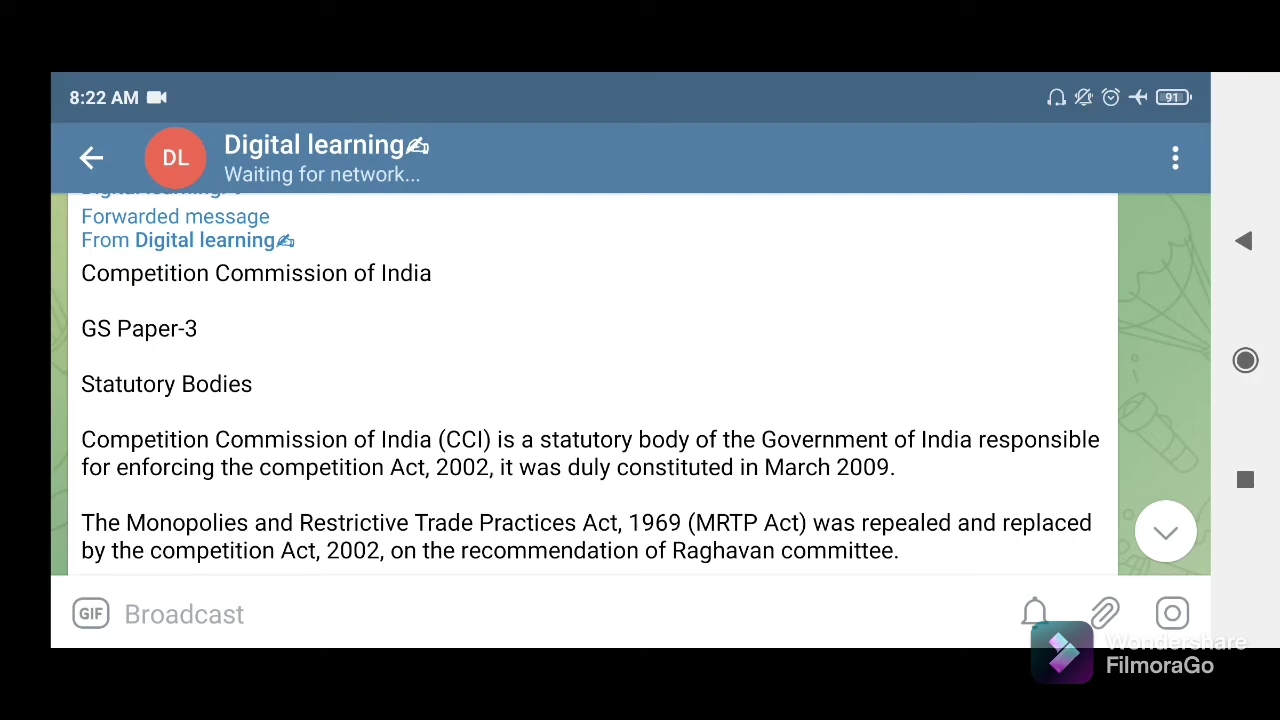 8:22 AM
91
DL
Digital learning✍
Waiting for network...
Forwarded message
From Digital learning✍
Competition Commission of India
GS Paper-3
Statutory Bodies
Competition Commission of India (CCI) is a statutory body of the Government of India responsible
for enforcing the competition Act, 2002, it was duly constituted in March 2009.
The Monopolies and Restrictive Trade Practices Act, 1969 (MRTP Act) was repealed and replaced
by the competition Act, 2002, on the recommendation of Raghavan committee.
GIF Broadcast
Wondershare
FilmoraGo